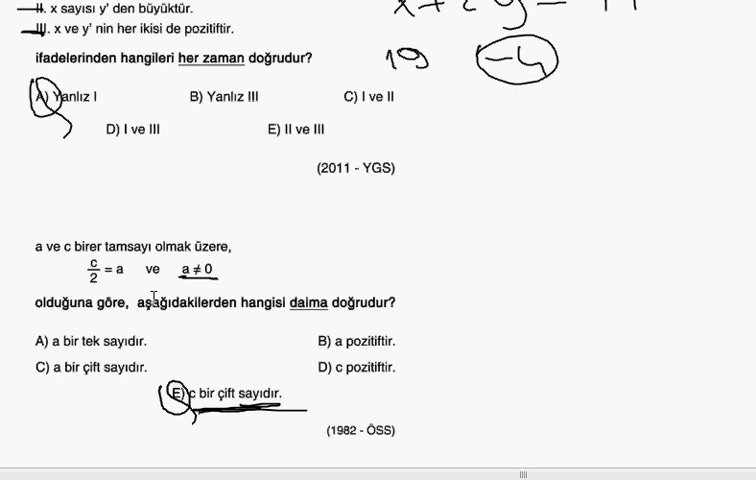 II. x sayısı y' den büyüktür.
III. x ve y' nin her ikisi de pozitiftir.
ifadelerinden hangileri her zaman doğrudur?
19 -4
A) Yanlız I B) Yanlız III C) I ve II
D) I ve III E) II ve III
(2011 - YGS)
a ve c birer tamsayı olmak üzere,
c/2 = a ve a ≠ 0
olduğuna göre, aşağıdakilerden hangisi daima doğrudur?
A) a bir tek sayıdır. B) a pozitiftir.
C) a bir çift sayıdır. D) c pozitiftir.
E) c bir çift sayıdır.
(1982 - ÖSS)